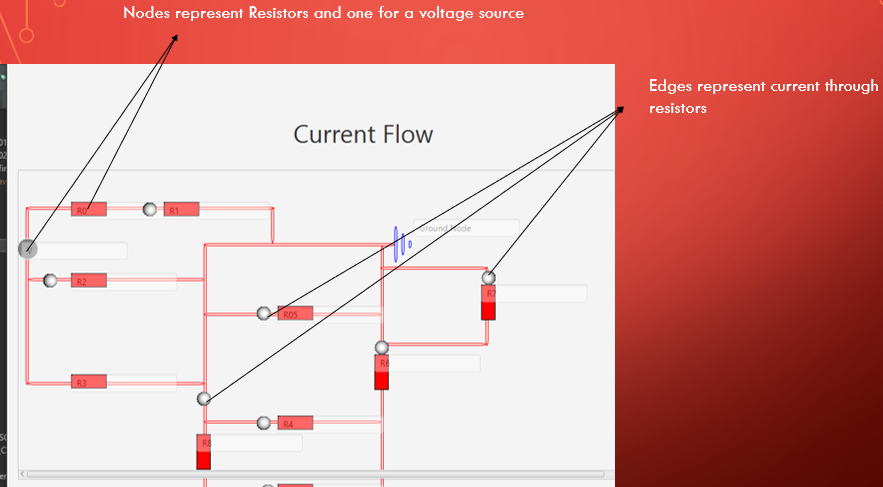 Nodes represent Resistors and one for a voltage source
Edges represent current through
resistors
Current Flow
R0
R1
Ground Node
R2
R7
R05
R6
R3
R4
R8